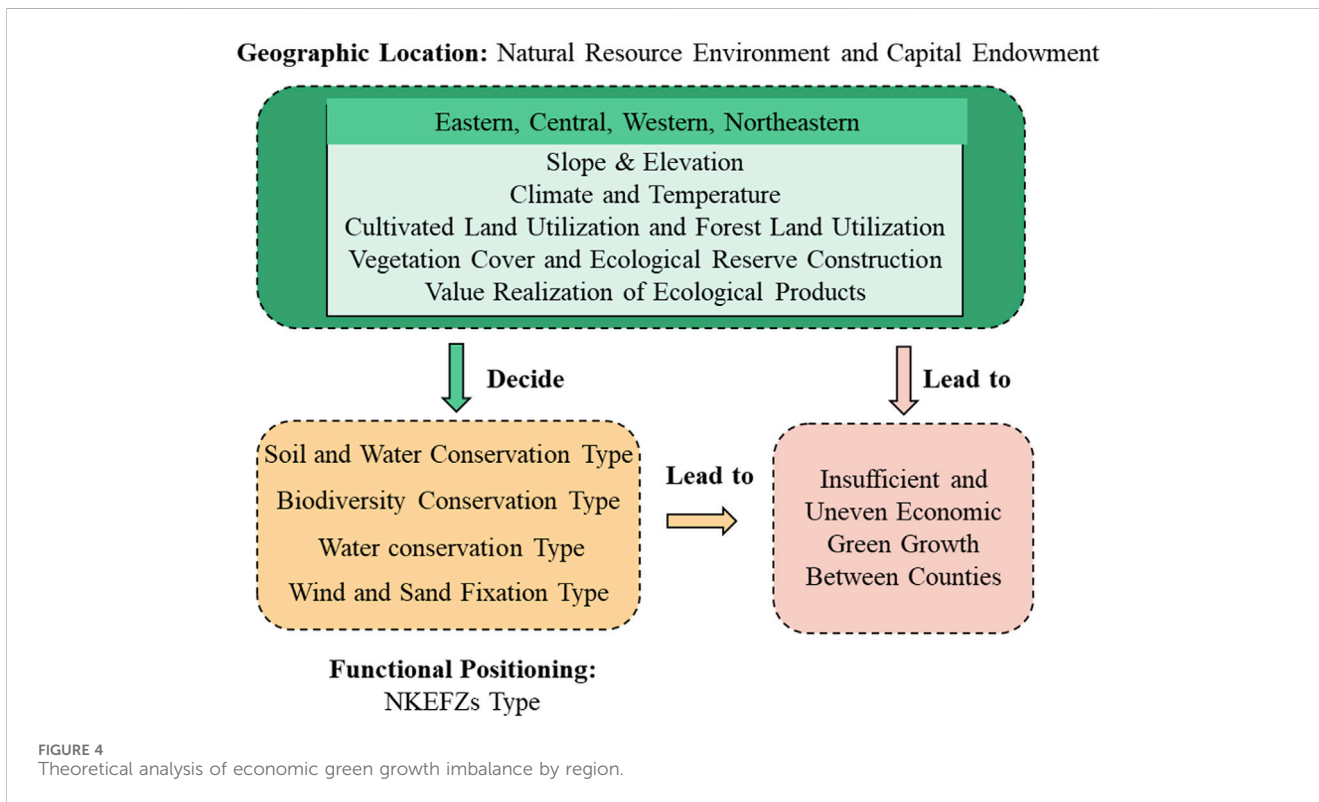 Geographic Location: Natural Resource Environment and Capital Endowment
Eastern, Central, Western, Northeastern
Slope & Elevation
Climate and Temperature
Cultivated Land Utilization and Forest Land Utilization
Vegetation Cover and Ecological Reserve Construction
Value Realization of Ecological Products
Decide
Lead to
Soil and Water Conservation Type
Biodiversity Conservation Type
Water conservation Type
Wind and Sand Fixation Type
Lead to
Insufficient and
Uneven Economic
Green Growth
Between Counties
Functional Positioning:
NKEFZs Type
FIGURE 4
Theoretical analysis of economic green growth imbalance by region.